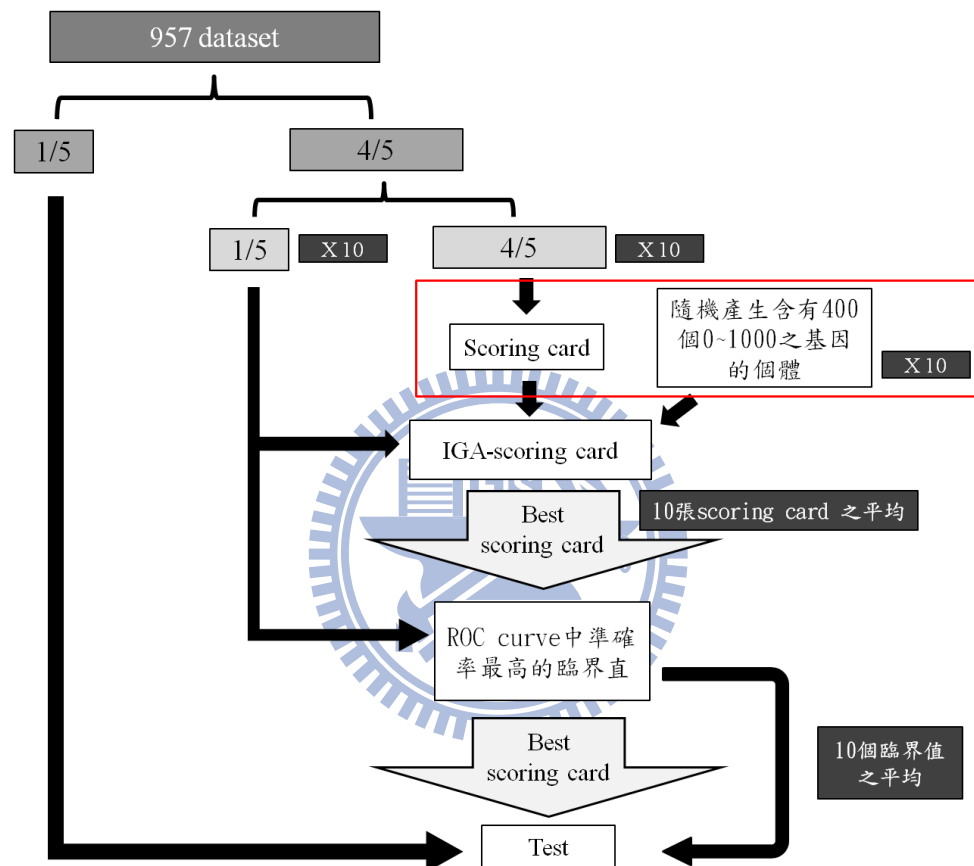 957 dataset
1/5
4/5
1/5
X 10
4/5
X 10
Scoring card
隨機產生含有400
個0~1000之基因
的個體
X 10
IGA-scoring card
Best
scoring card
10張scoring card 之平均
ROC curve中準確
率最高的臨界直
Best
scoring card
10個臨界值
之平均
Test